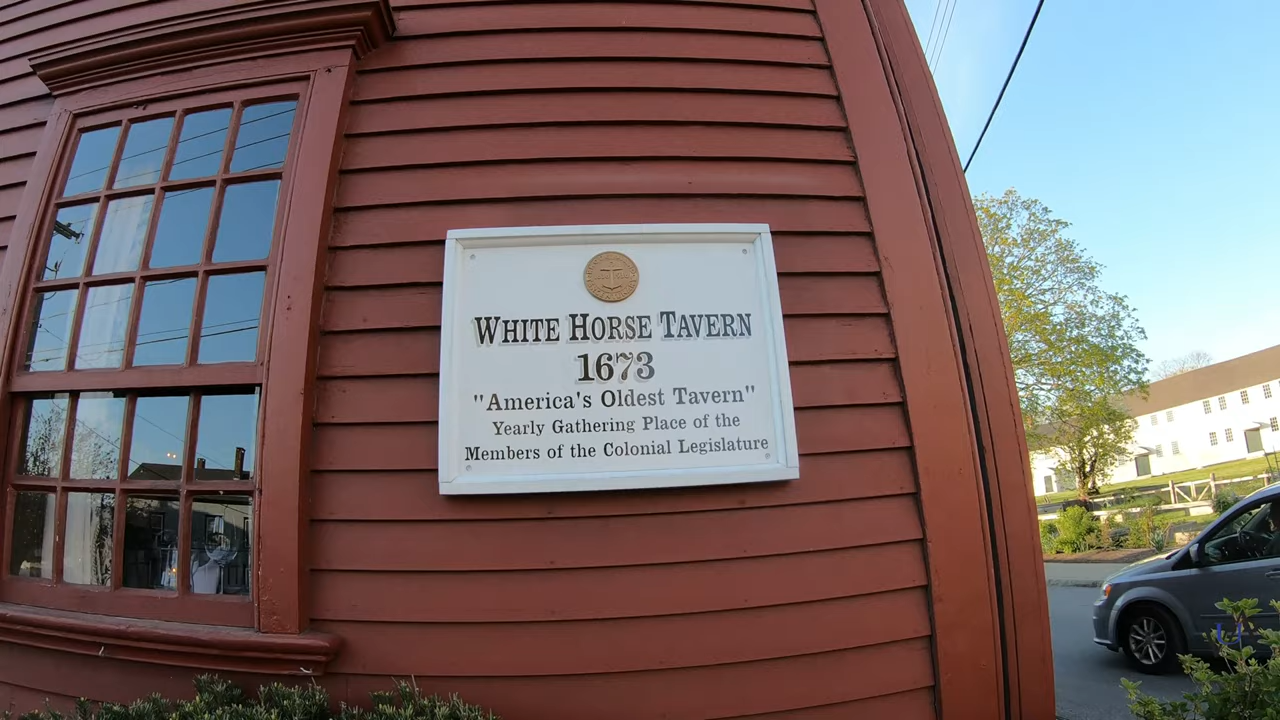 WHITE HORSE TAVERN
1673
"America's Oldest Tavern"
Yearly Gathering Place of the
Members of the Colonial Legislature